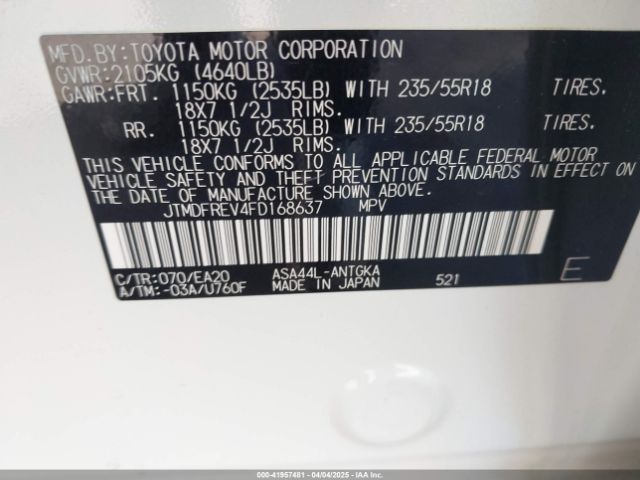 MFD. BY: TOYOTA MOTOR CORPORATION
GVWR: 2105KG (4640LB)
GAWR: FRT. 1150KG (2535LB) WITH 235/55R18 TIRES.
18X7 1/2J RIMS.
RR. 1150KG (2535LB) WITH 235/55R18 TIRES.
18X7 1/2J RIMS.
THIS VEHICLE CONFORMS TO ALL APPLICABLE FEDERAL MOTOR
VEHICLE SAFETY AND THEFT PREVENTION STANDARDS IN EFFECT ON
THE DATE OF MANUFACTURE SHOWN ABOVE.
JTMDFREV4FD168637 MPV
C/TR: 070/EA20 ASA44L-ANTGKA
A/TM: -03A/U760F MADE IN JAPAN 521 E
000-41957481 - 04/04/2025 - IAAI.CA